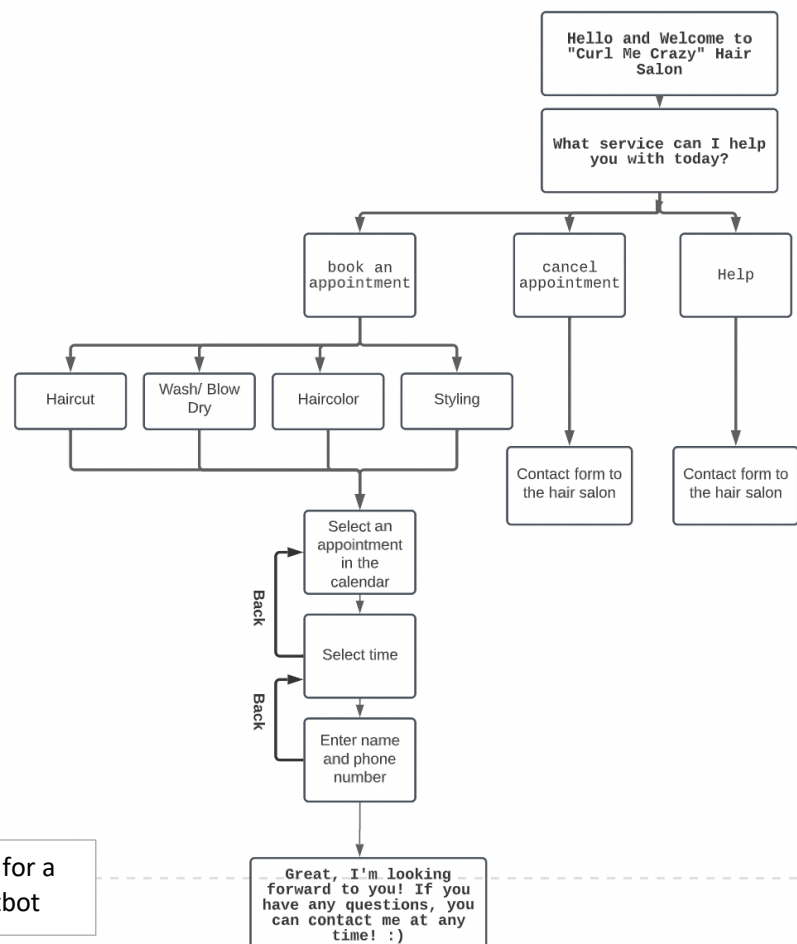 Hello and Welcome to
"Curl Me Crazy" Hair
Salon
What service can I help
you with today?
book an
appointment
cancel
appointment
Help
Haircut
Wash/ Blow
Dry
Haircolor
Styling
Contact form to
the hair salon
Contact form to
the hair salon
Select an
appointment
in the
calendar
Back
Select time
Back
Enter name
and phone
number
for a
Great, I'm looking
forward to you! If you
have any questions, you
can contact me at any
time! :)